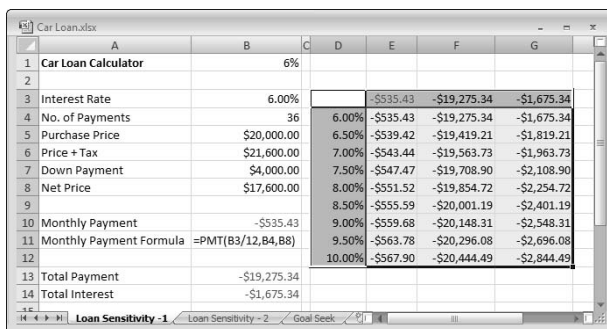 Car Loan.xlsx
A B C D E F G
1 Car Loan Calculator 6%
2
3 Interest Rate 6.00% -$535.43 -$19,275.34 -$1,675.34
4 No. of Payments 36 6.00% -$535.43 -$19,275.34 -$1,675.34
5 Purchase Price $20,000.00 6.50% -$539.42 -$19,419.21 -$1,819.21
6 Price + Tax $21,600.00 7.00% -$543.44 -$19,563.73 -$1,963.73
7 Down Payment $4,000.00 7.50% -$547.47 -$19,708.90 -$2,108.90
8 Net Price $17,600.00 8.00% -$551.52 -$19,854.72 -$2,254.72
9 8.50% -$555.59 -$20,001.19 -$2,401.19
10 Monthly Payment -$535.43 9.00% -$559.68 -$20,148.31 -$2,548.31
11 Monthly Payment Formula =PMT(B3/12,B4,B8) 9.50% -$563.78 -$20,296.08 -$2,696.08
12 10.00% -$567.90 -$20,444.49 -$2,844.49
13 Total Payment -$19,275.34
14 Total Interest -$1,675.34
15
Loan Sensitivity -1 Loan Sensitivity - 2 Goal Seek